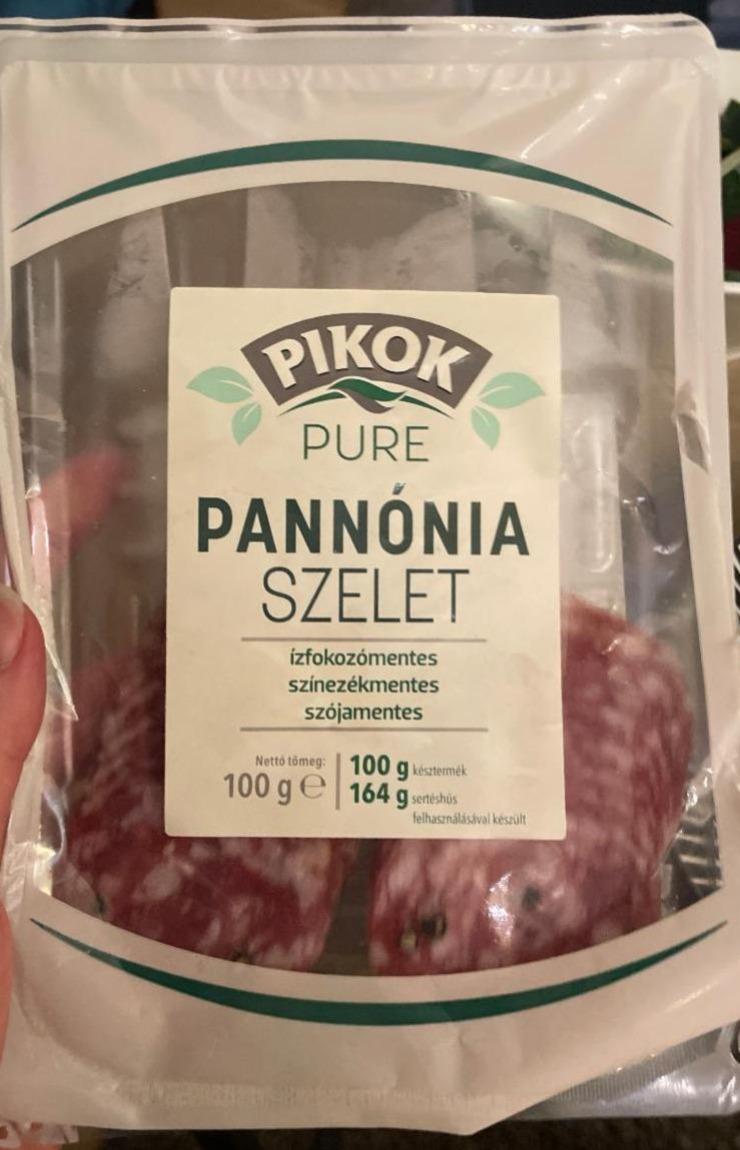 PIKOK
PURE
PANNÓNIA
SZELET
ízfokozómentes
színezékmentes
szójamentes
Nettó tömeg:
100 g e
100 g késztermék
164 g sertéshús
felhasználásával készült